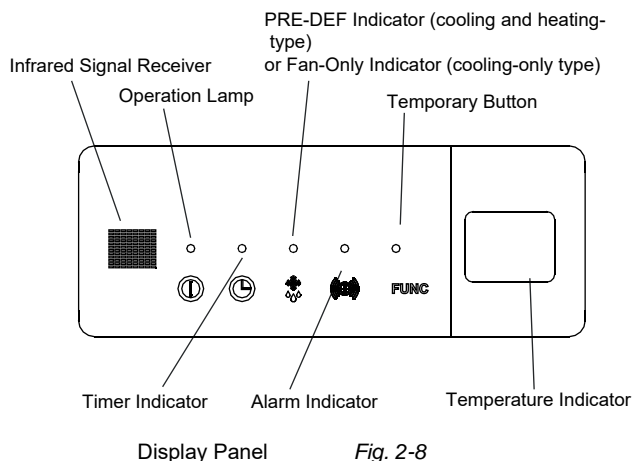 PRE-DEF Indicator (cooling and heating-
type)
or Fan-Only Indicator (cooling-only type)
Infrared Signal Receiver
Operation Lamp
Temporary Button
FUNC
Timer Indicator
Alarm Indicator
Temperature Indicator
Display Panel Fig. 2-8